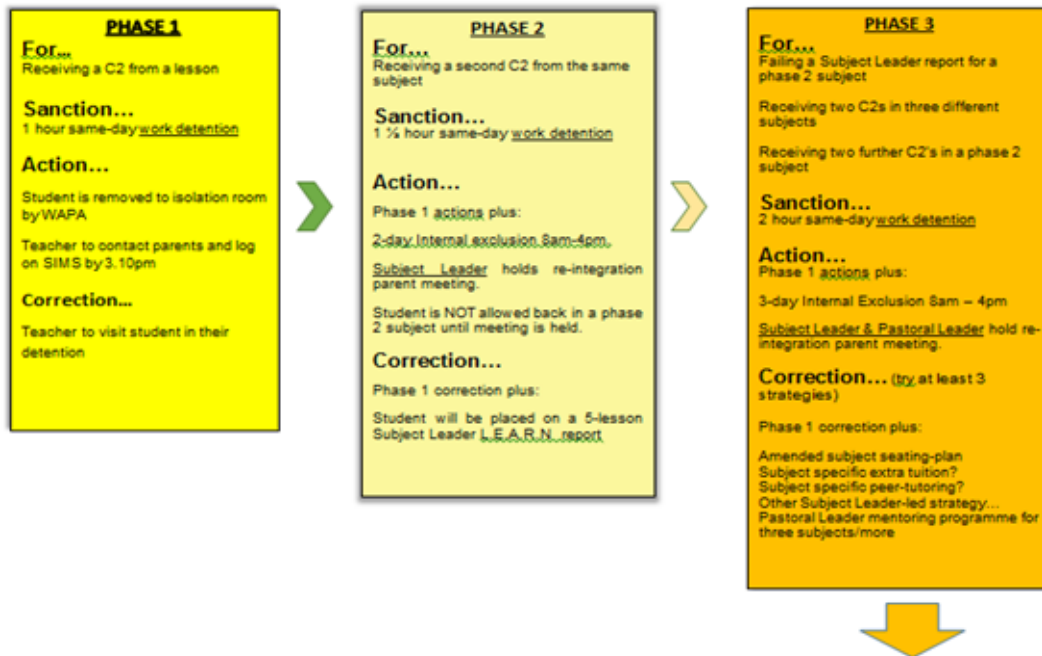 PHASE 1
For...
Receiving a C2 from a lesson
Sanction...
1 hour same-day work detention
Action...
Student is removed to isolation room
by WAPA
Teacher to contact parents and log
on SIMS by 3.10pm
Correction...
Teacher to visit student in their
detention
PHASE 2
For...
Receiving a second C2 from the same
subject
Sanction...
1 ½ hour same-day work detention
Action...
Phase 1 actions plus:
2-day Internal exclusion 8am-4pm.
Subject Leader holds re-integration
parent meeting.
Student is NOT allowed back in a phase
2 subject until meeting is held.
Correction...
Phase 1 correction plus:
Student will be placed on a 5-lesson
Subject Leader L.E.A.R.N. report
PHASE 3
For...
Failing a Subject Leader report for a
phase 2 subject
Receiving two C2s in three different
subjects
Receiving two further C2's in a phase 2
subject
Sanction...
2 hour same-day work detention
Action...
Phase 1 actions plus:
3-day Internal Exclusion 8am – 4pm
Subject Leader & Pastoral Leader hold re-
integration parent meeting.
Correction... (try at least 3
strategies)
Phase 1 correction plus:
Amended subject seating-plan
Subject specific extra tuition?
Subject specific peer-tutoring?
Other Subject Leader-led strategy...
Pastoral Leader mentoring programme for
three subjects/more